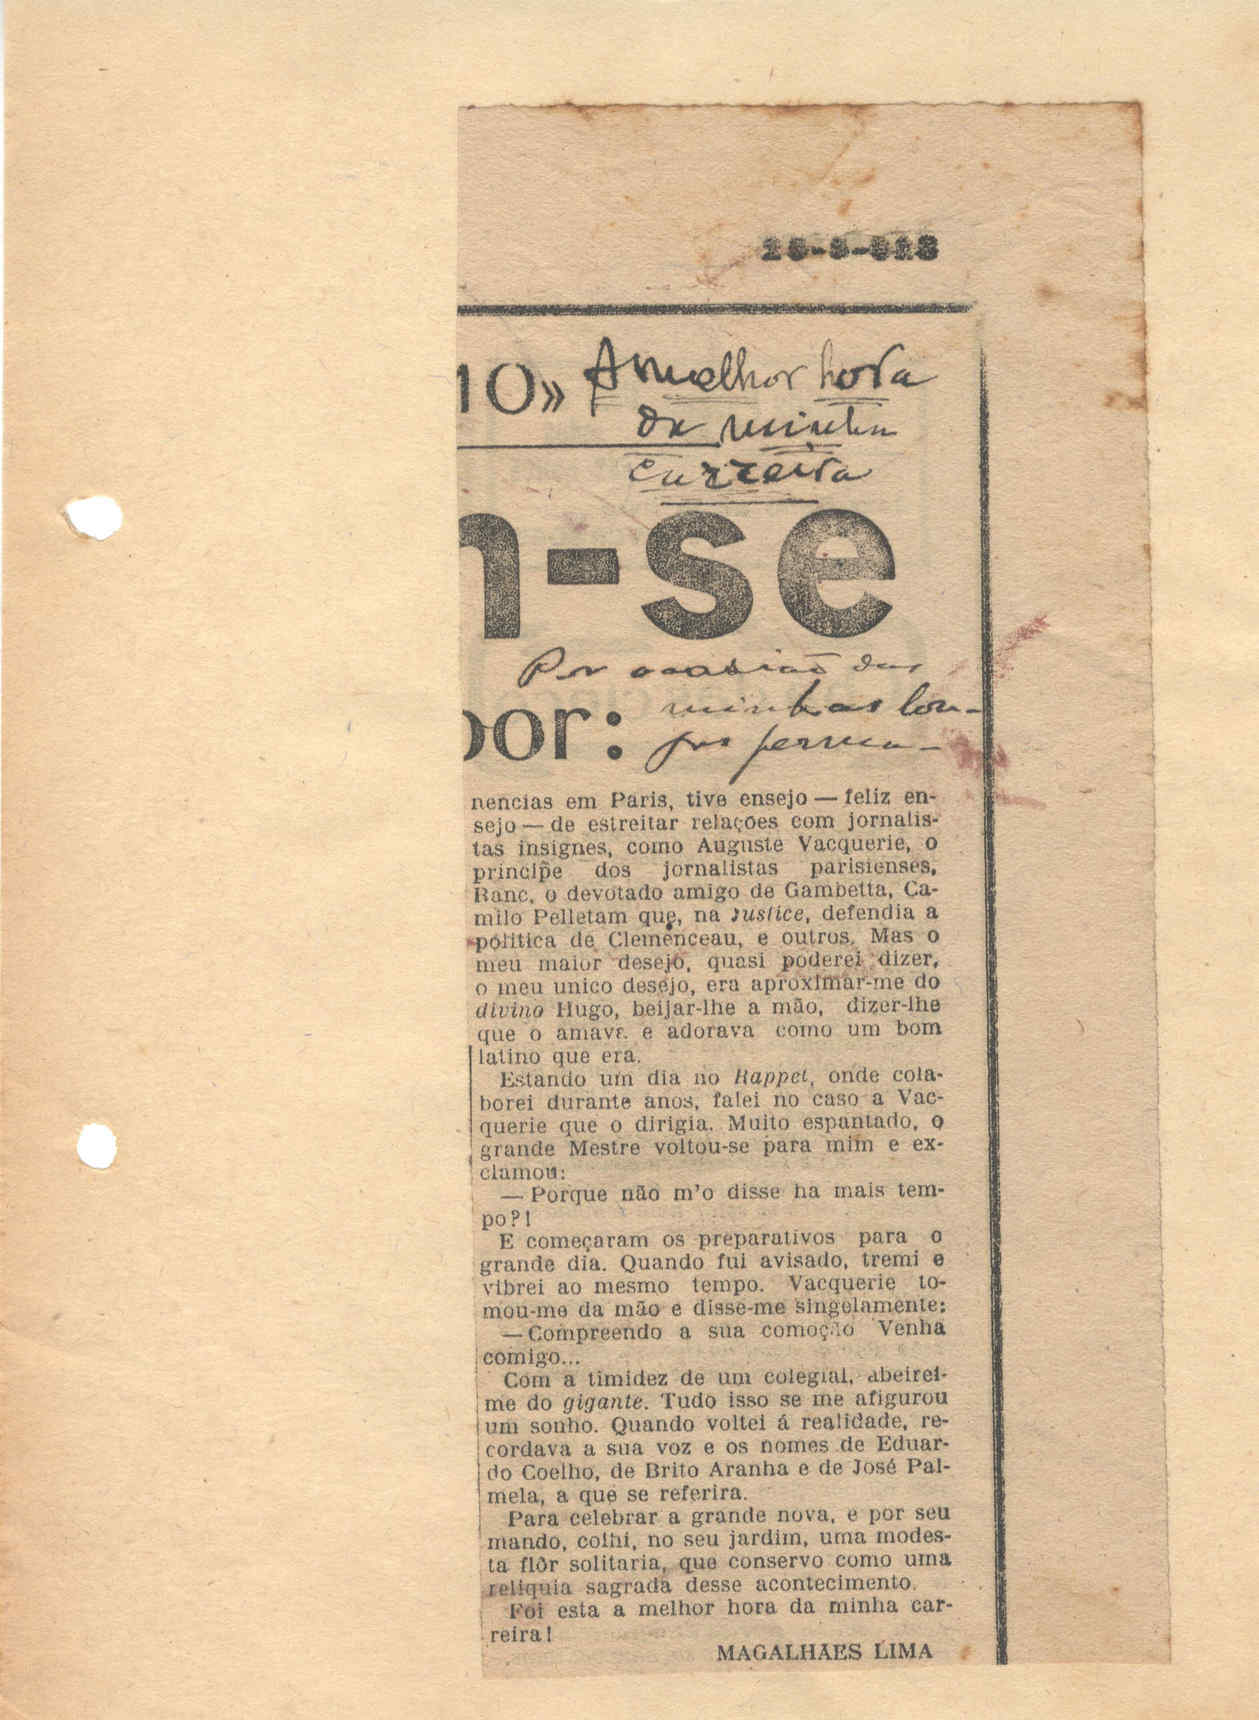 A melhor hora
da minha
carreira
n-se
Por ocasião das
por:
minhas lon-
gas perma-
nencias em Paris, tive ensejo — feliz en-
sejo — de estreitar relações com jornalis-
tas insignes, como Auguste Vacquerie, o
principe dos jornalistas parisienses,
Ranc, o devotado amigo de Gambetta, Ca-
milo Pelletam que, na Justice, defendia a
política de Clemenceau, e outros. Mas o
meu maior desejo, quasi poderei dizer,
o meu unico desejo, era aproximar-me do
divino Hugo, beijar-lhe a mão, dizer-lhe
que o amava e adorava como um bom
latino que era.
Estando um dia no Rappel, onde cola-
borei durante anos, falei no caso a Vac-
querie que o dirigia. Muito espantado, o
grande Mestre voltou-se para mim e ex-
clamou:
— Porque não m'o disse ha mais tem-
po?!
E começaram os preparativos para o
grande dia. Quando fui avisado, tremi e
vibrei ao mesmo tempo. Vacquerie to-
mou-me da mão e disse-me singelamente:
— Compreendo a sua comoção Venha
comigo...
Com a timidez de um colegial, abeirei-
me do gigante. Tudo isso se me afigurou
um sonho. Quando voltei á realidade, re-
cordava a sua voz e os nomes de Eduar-
do Coelho, de Brito Aranha e de José Pal-
mela, a que se referira.
Para celebrar a grande nova, e por seu
mando, colhi, no seu jardim, uma modes-
ta flôr solitaria, que conservo como uma
reliquia sagrada desse acontecimento.
Foi esta a melhor hora da minha car-
reira!
MAGALHAES LIMA